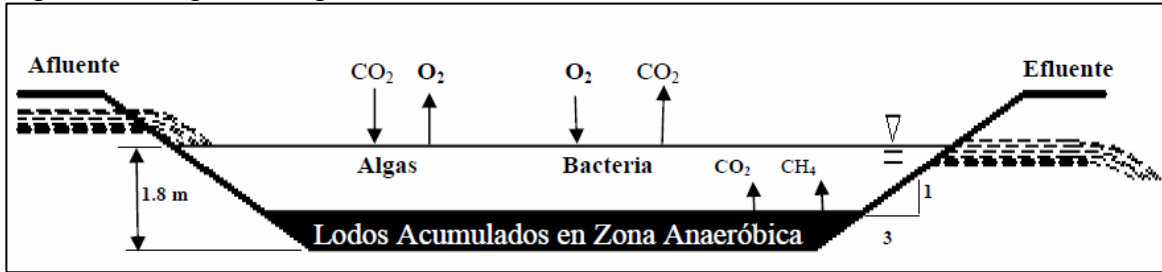 Afluente
CO₂ O₂ O₂ CO₂
Efluente
Algas Bacteria CO₂ CH₄
1.8 m
1
3
Lodos Acumulados en Zona Anaeróbica